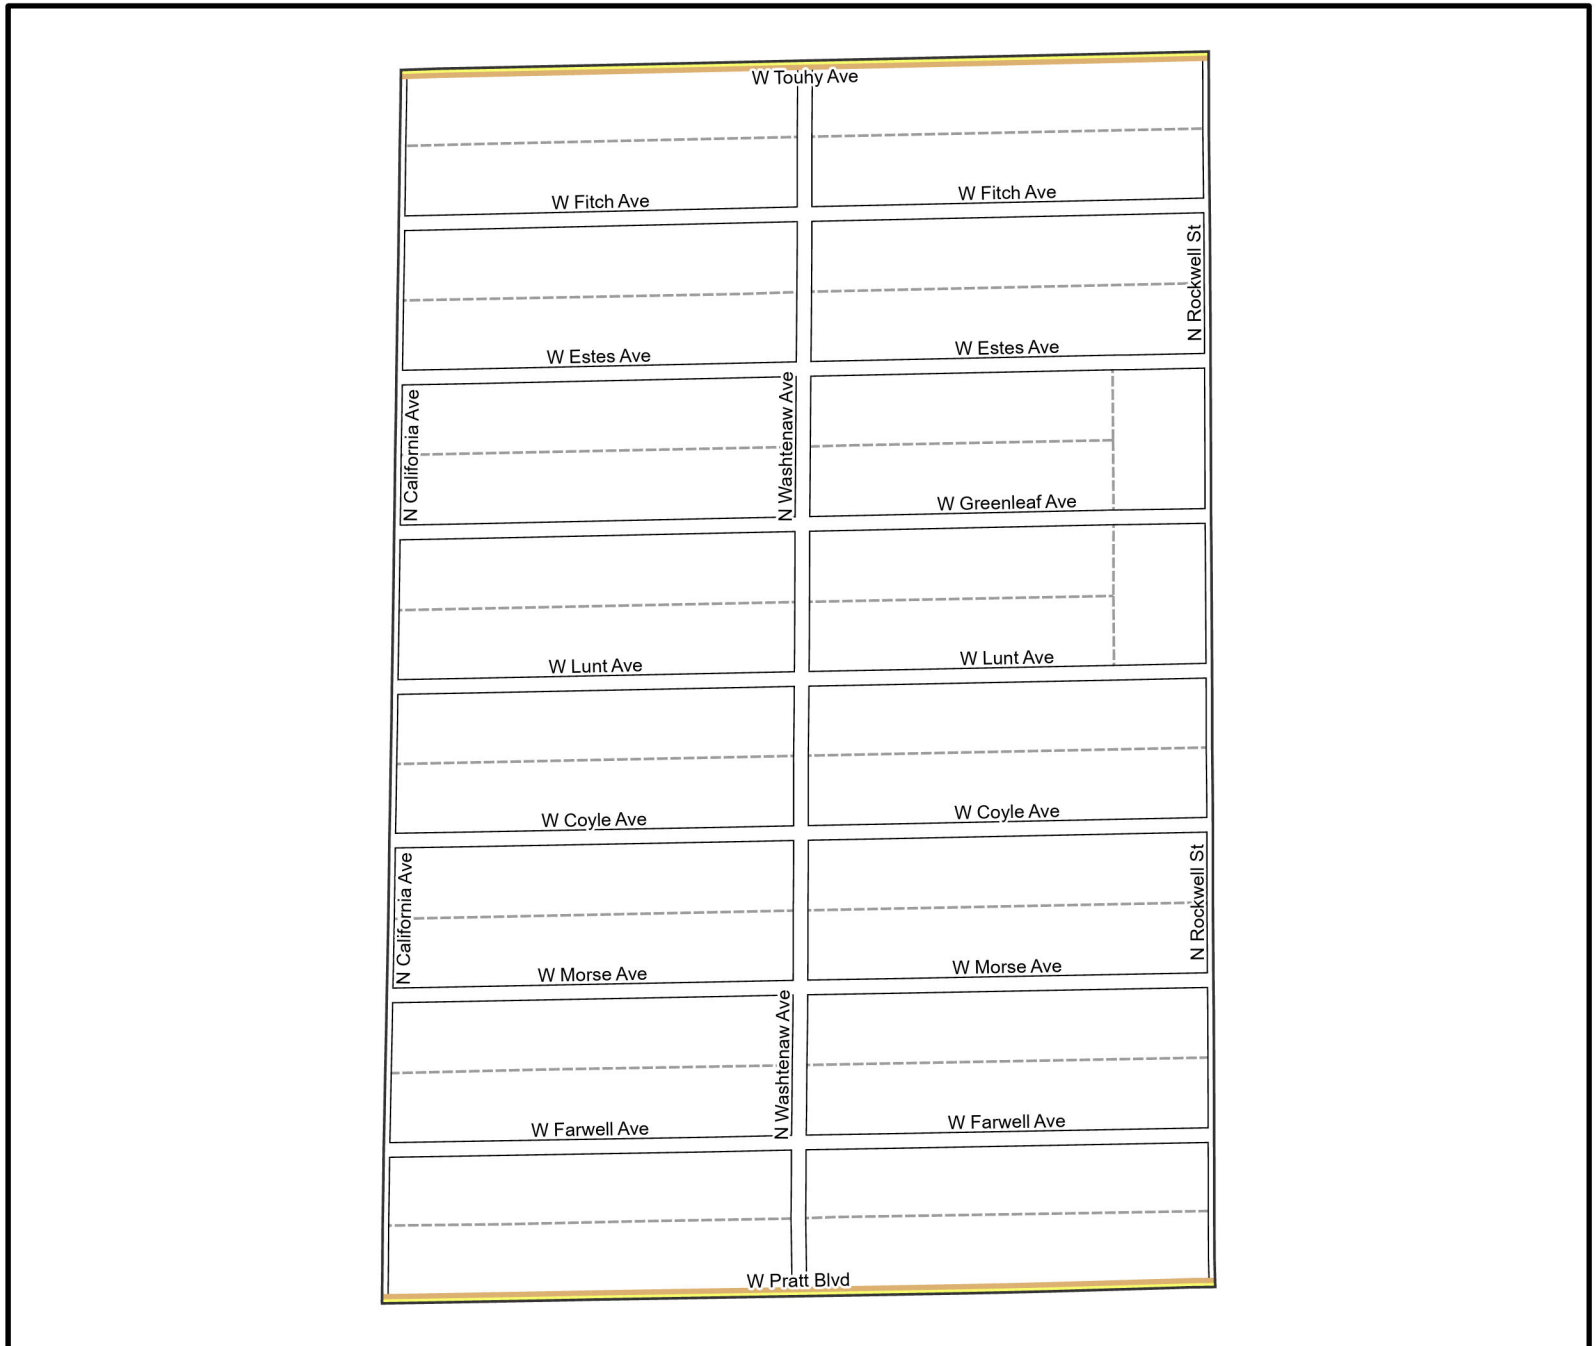 W Touhy Ave
W Fitch Ave
W Fitch Ave
N Rockwell St
W Estes Ave
W Estes Ave
N California Ave
N Washtenaw Ave
W Greenleaf Ave
W Lunt Ave
W Lunt Ave
W Coyle Ave
W Coyle Ave
N California Ave
N Rockwell St
W Morse Ave
W Morse Ave
N Washtenaw Ave
W Farwell Ave
W Farwell Ave
W Pratt Blvd